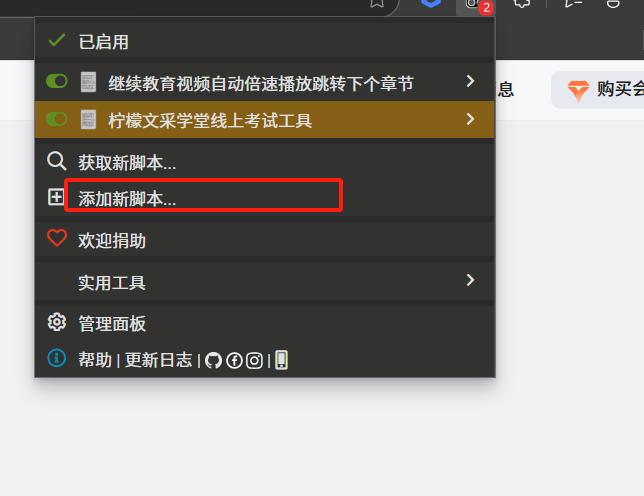 2
已启用
息
购买会
继续教育视频自动倍速播放跳转下个章节
柠檬文采学堂线上考试工具
获取新脚本...
添加新脚本...
欢迎捐助
实用工具
管理面板
帮助 | 更新日志 | |